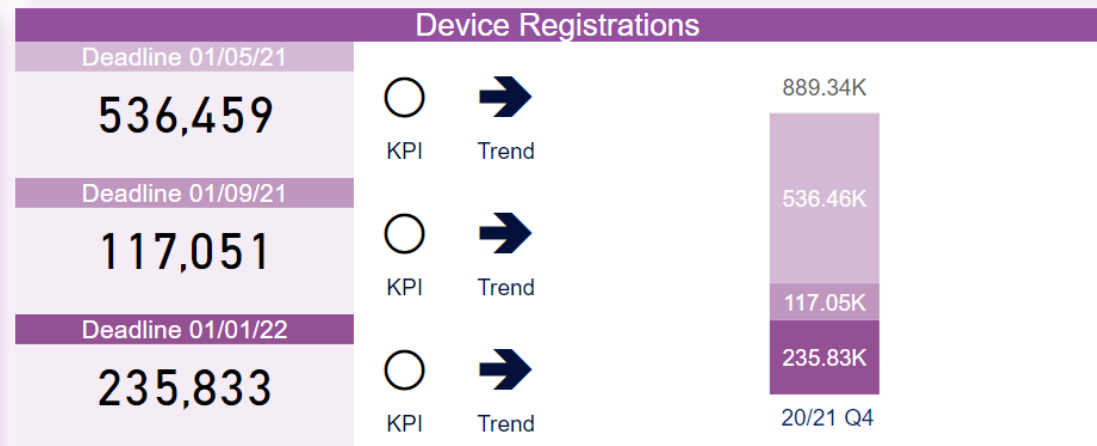 Device Registrations
Deadline 01/05/21
536,459
KPI Trend
Deadline 01/09/21
117,051
KPI Trend
Deadline 01/01/22
235,833
KPI Trend
889.34K
536.46K
117.05K
235.83K
20/21 Q4